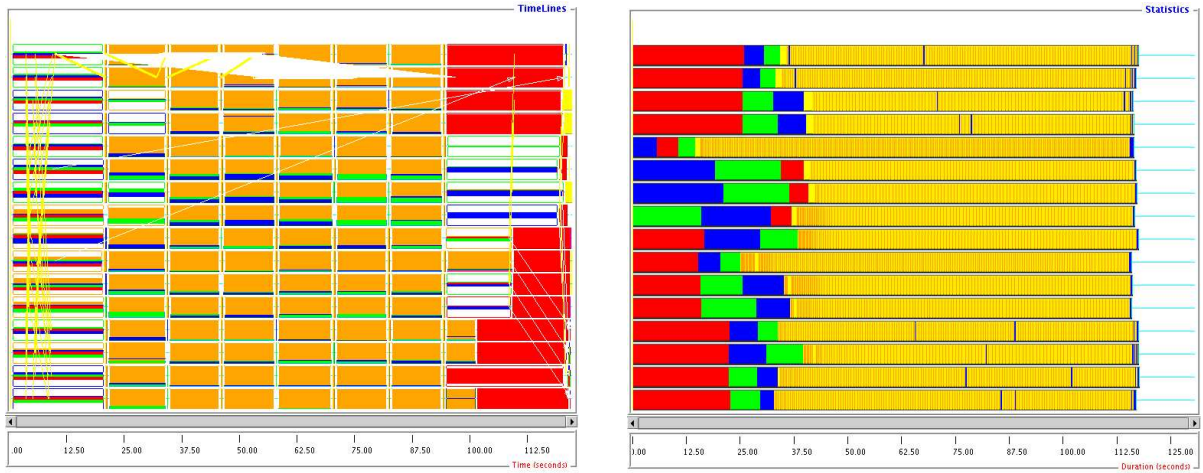 TimeLines
.00 12.50 25.00 37.50 50.00 62.50 75.00 87.50 100.00 112.50
Time (seconds)
Statistics
).00 12.50 25.00 37.50 50.00 62.50 75.00 87.50 100.00 112.50 125.00
Duration (seconds)